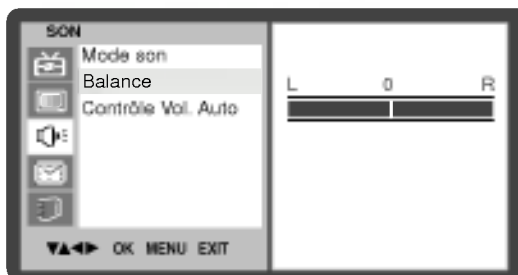 SON
Mode son
Balance
Contrôle Vol. Auto
L 0 R
▼▲◀▶ OK MENU EXIT